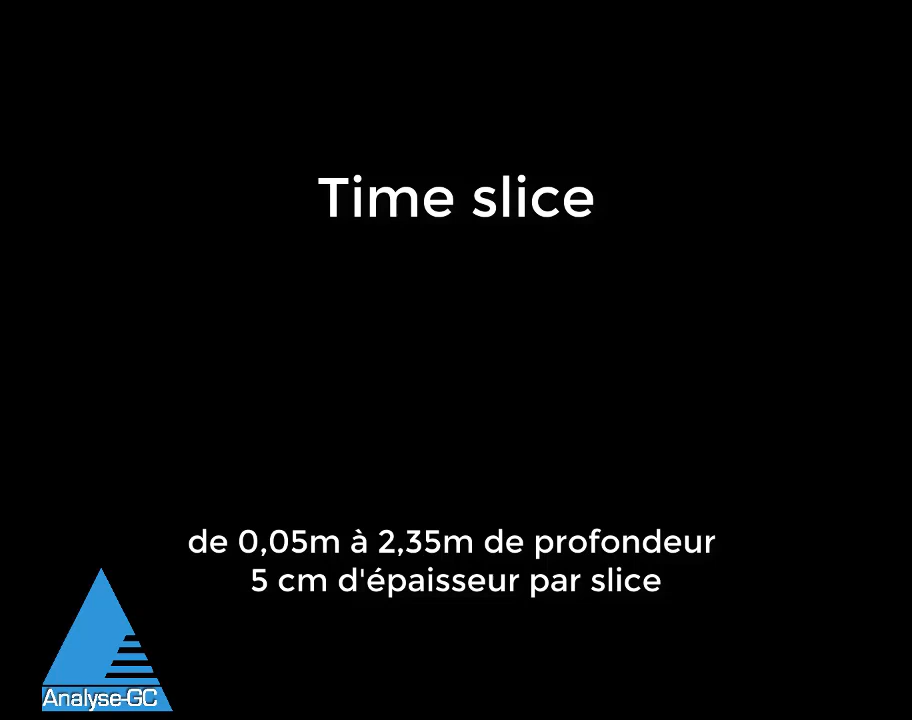 Time slice
de 0,05m à 2,35m de profondeur
5 cm d'épaisseur par slice
Analyse-GC